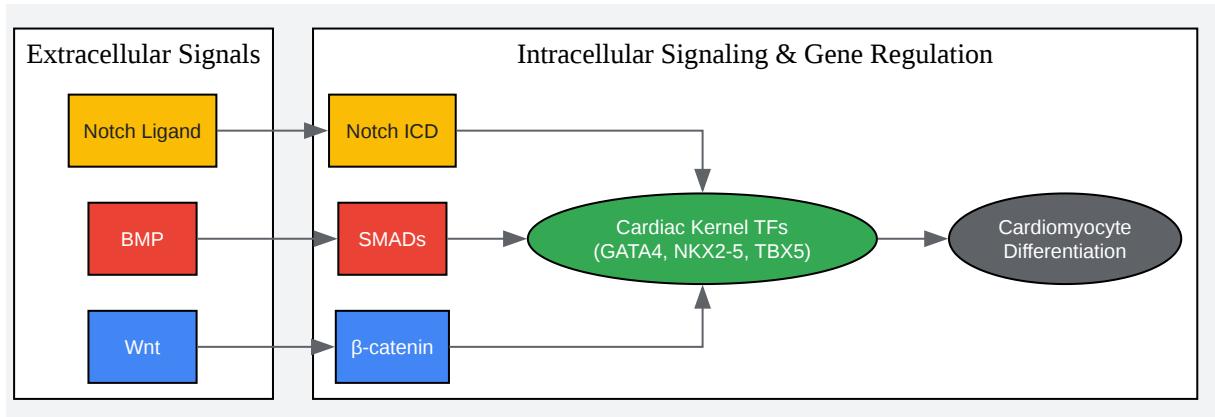 Extracellular Signals
Intracellular Signaling & Gene Regulation
Notch Ligand
Notch ICD
BMP
SMADs
Cardiac Kernel TFs
(GATA4, NKX2-5, TBX5)
Cardiomyocyte
Differentiation
Wnt
β-catenin